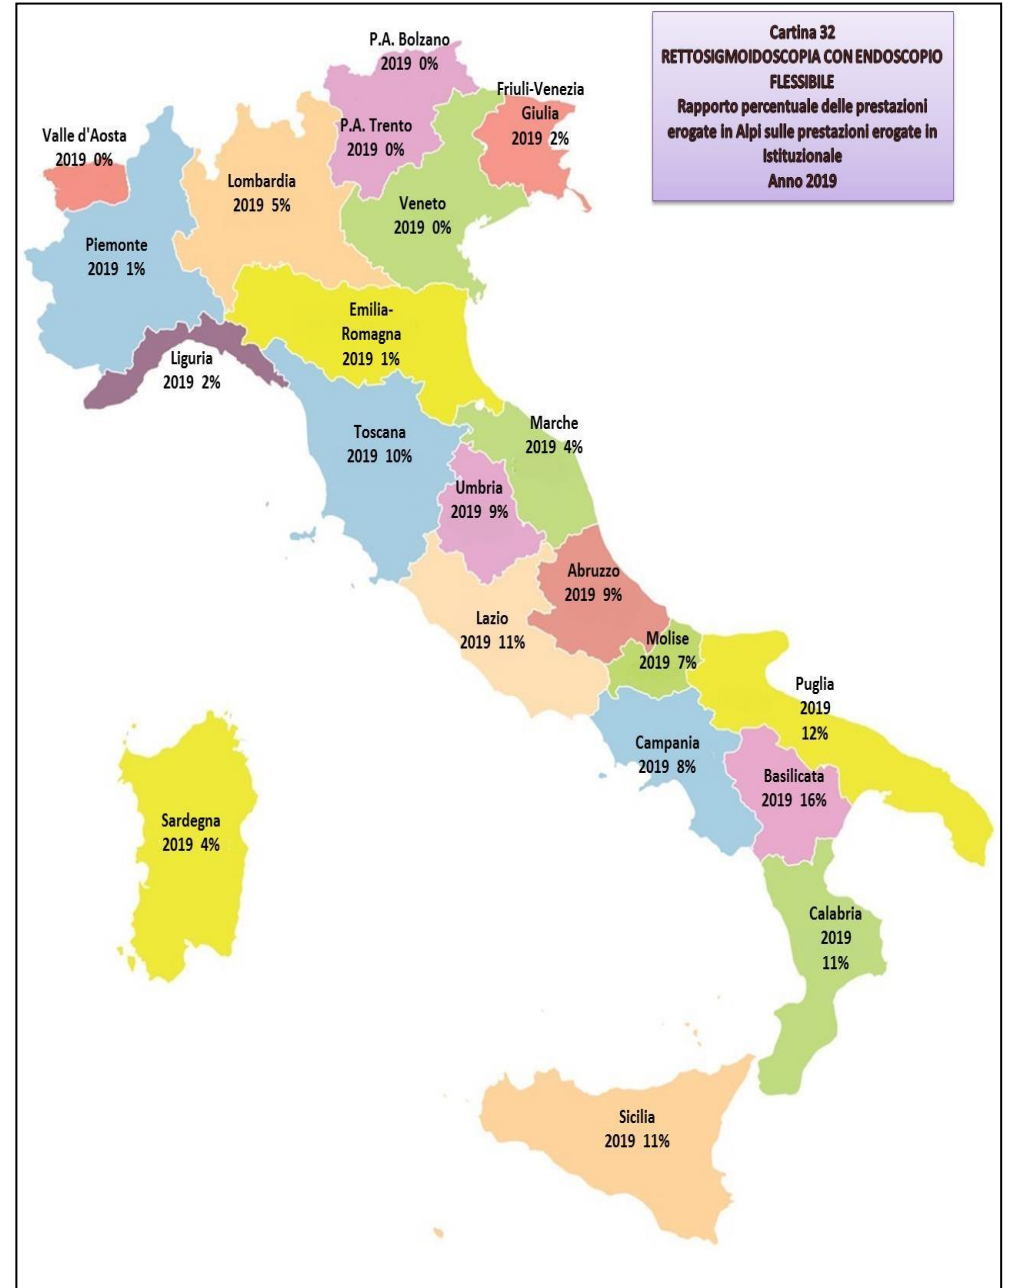 Cartina 32
RETTOSIGMOIDOSCOPIA CON ENDOSCOPIO
FLESSIBILE
Rapporto percentuale delle prestazioni
erogate in Alpi sulle prestazioni erogate in
Istituzionale
Anno 2019
P.A. Bolzano
2019 0%
Friuli-Venezia
Giulia
2019 2%
P.A. Trento
2019 0%
Valle d'Aosta
2019 0%
Lombardia
2019 5%
Veneto
2019 0%
Piemonte
2019 1%
Emilia-
Romagna
2019 1%
Liguria
2019 2%
Toscana
2019 10%
Marche
2019 4%
Umbria
2019 9%
Abruzzo
2019 9%
Lazio
2019 11%
Molise
2019 7%
Puglia
2019
12%
Campania
2019 8%
Basilicata
2019 16%
Sardegna
2019 4%
Calabria
2019
11%
Sicilia
2019 11%